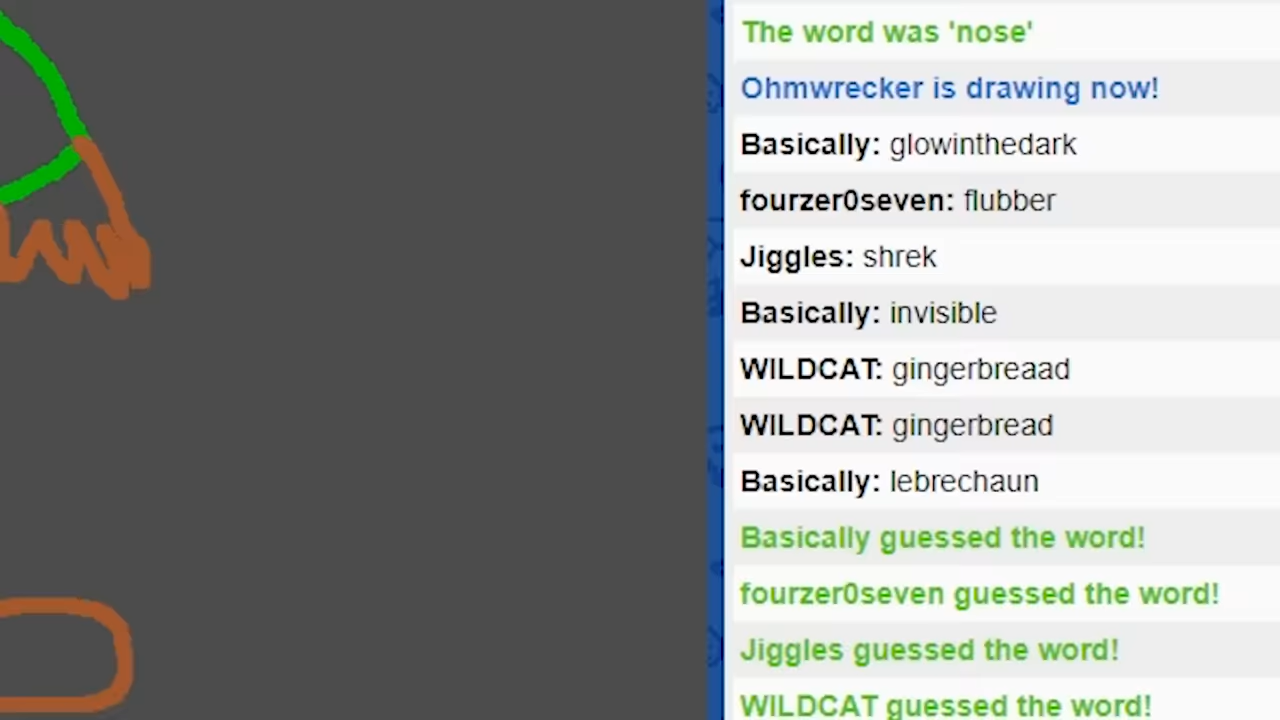 The word was 'nose'
Ohmwrecker is drawing now!
Basically: glowinthedark
fourzer0seven: flubber
Jiggles: shrek
Basically: invisible
WILDCAT: gingerbreaad
WILDCAT: gingerbread
Basically: lebrechaun
Basically guessed the word!
fourzer0seven guessed the word!
Jiggles guessed the word!
WILDCAT guessed the word!